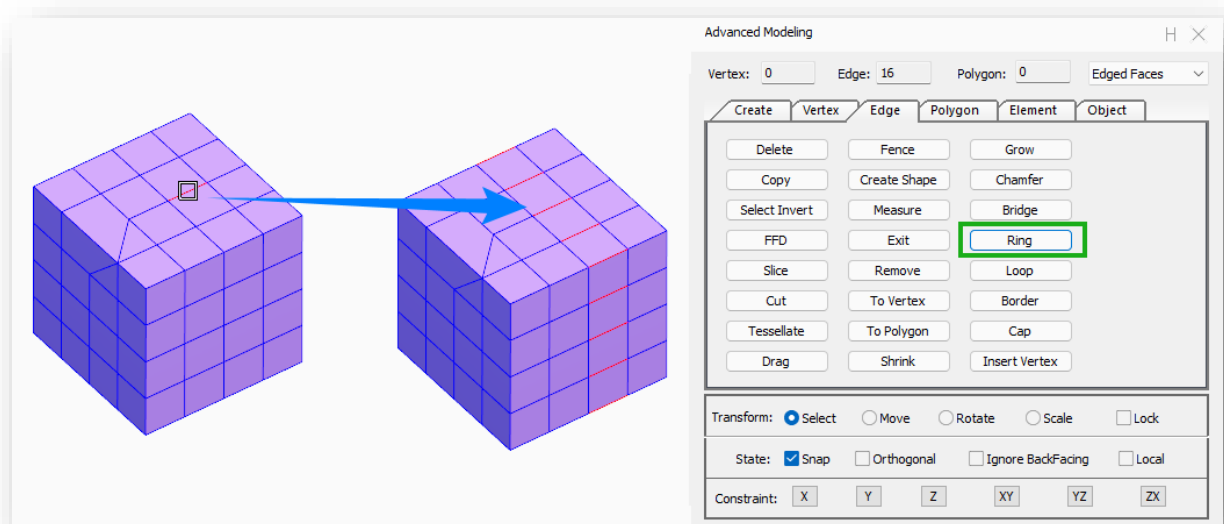 Advanced Modeling H
Vertex: 0 Edge: 16 Polygon: 0 Edged Faces
Create Vertex Edge Polygon Element Object
Delete Fence Grow
Copy Create Shape Chamfer
Select Invert Measure Bridge
FFD Exit Ring
Slice Remove Loop
Cut To Vertex Border
Tessellate To Polygon Cap
Drag Shrink Insert Vertex
Transform: Select Move Rotate Scale Lock
State: Snap Orthogonal Ignore BackFacing Local
Constraint: X Y Z XY YZ ZX